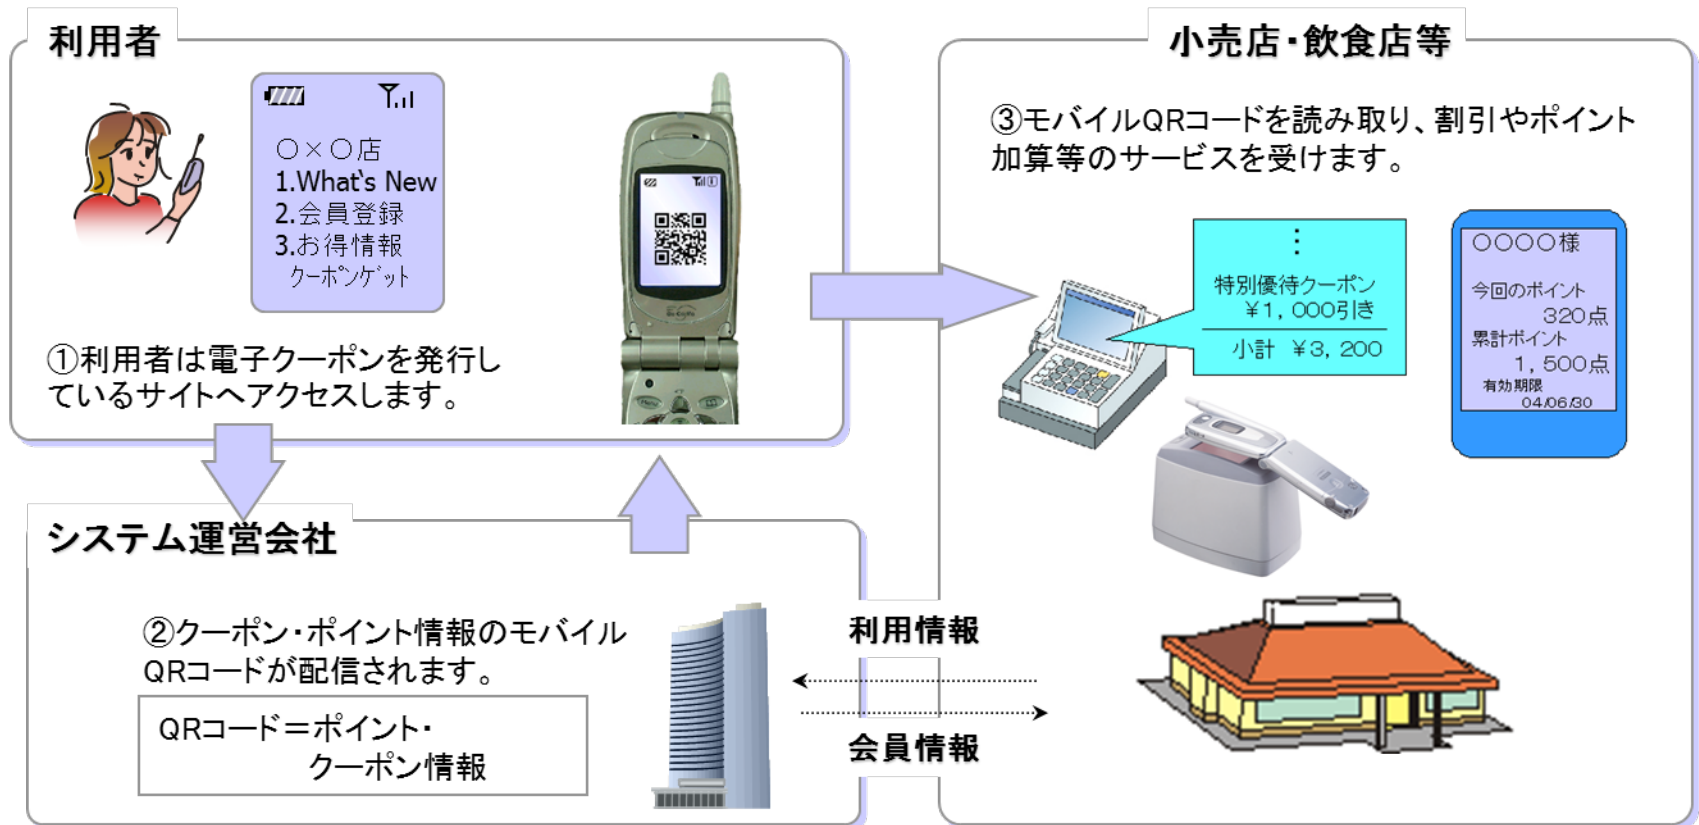 利用者
〇×〇店
1.What‘s New
2.会員登録
3.お得情報
クーポンゲット
①利用者は電子クーポンを発行し
ているサイトへアクセスします。
システム運営会社
②クーポン・ポイント情報のモバイル
QRコードが配信されます。
QRコード＝ポイント・
クーポン情報
利用情報
会員情報
小売店・飲食店等
③モバイルQRコードを読み取り、割引やポイント
加算等のサービスを受けます。
⋮
特別優待クーポン
¥1,000引き
小計 ¥3,200
〇〇〇〇様
今回のポイント
320点
累計ポイント
1,500点
有効期限
04/06/30